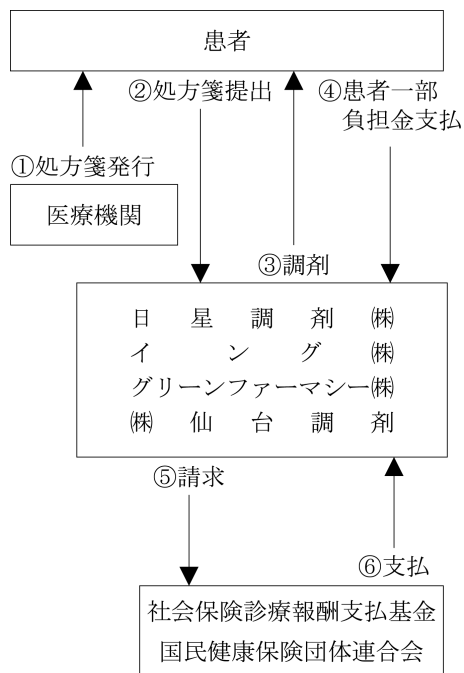 患者
②処方箋提出
④患者一部
負担金支払
①処方箋発行
医療機関
③調剤
日星調剤㈱
イング㈱
グリーンファーマシー㈱
㈱仙台調剤
⑤請求
⑥支払
社会保険診療報酬支払基金
国民健康保険団体連合会